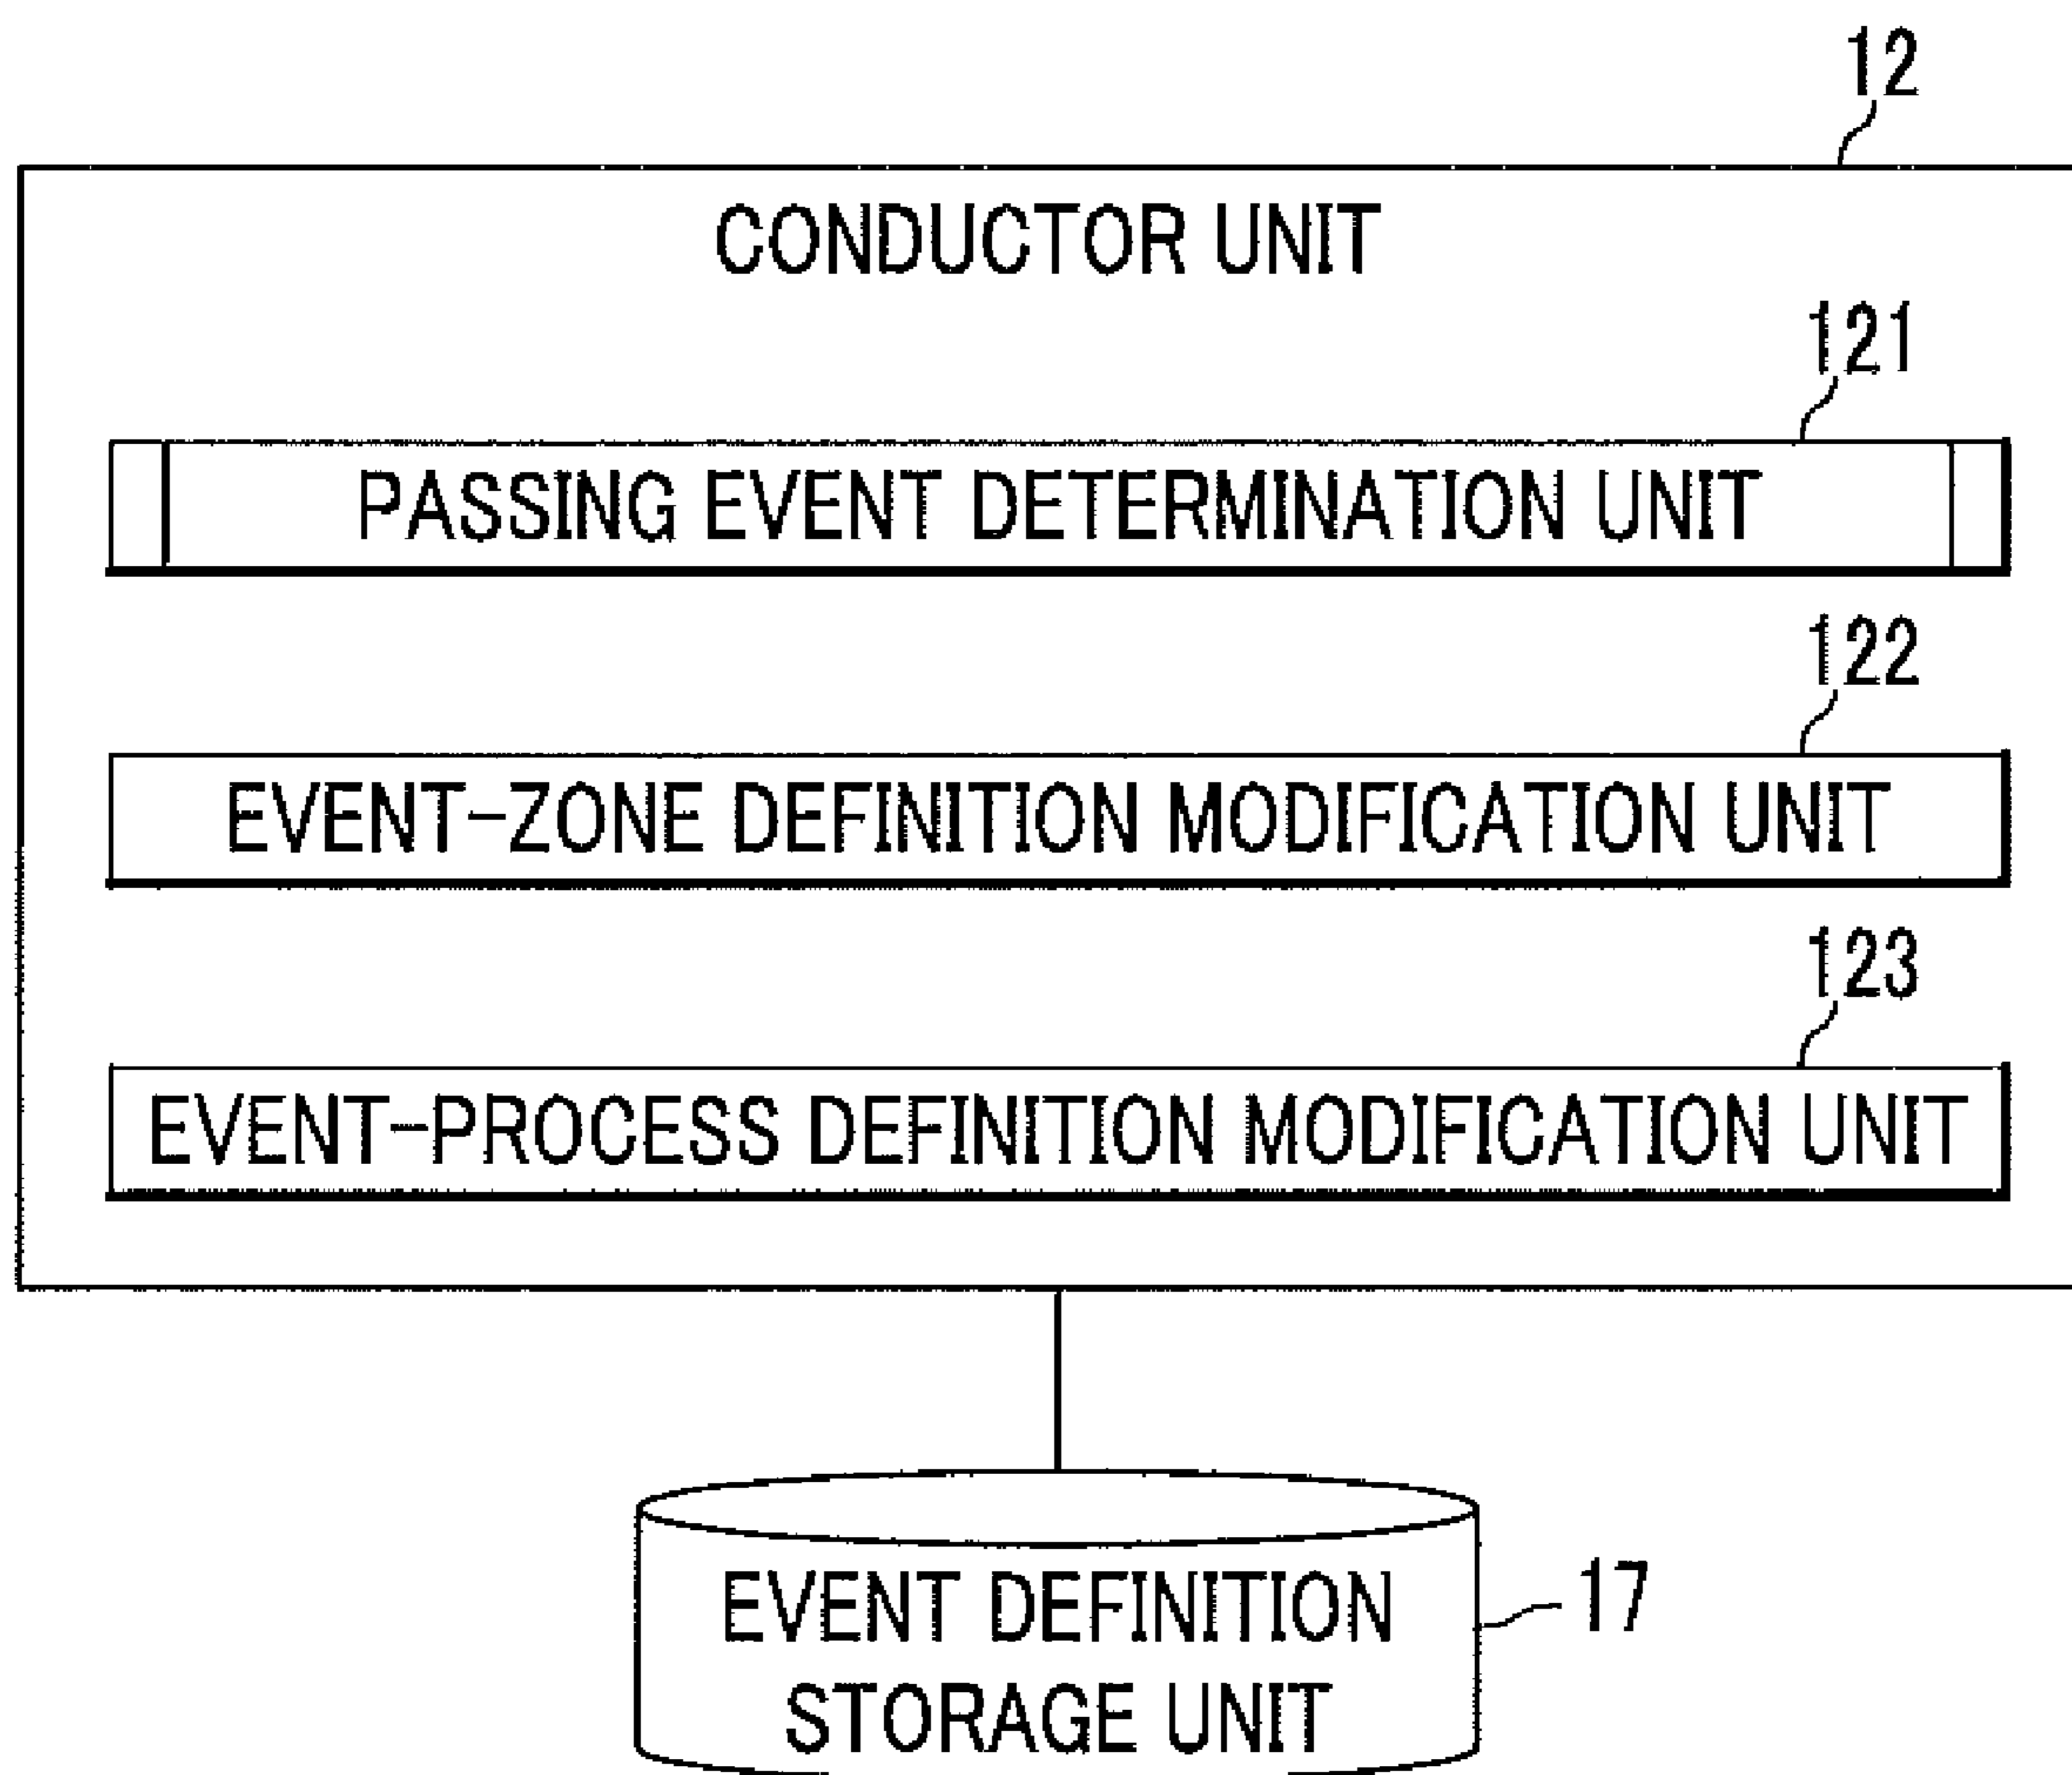 12
CONDUCTOR UNIT
121
PASSING EVENT DETERMINATION UNIT
122
EVENT-ZONE DEFINITION MODIFICATION UNIT
123
EVENT-PROCESS DEFINITION MODIFICATION UNIT
EVENT DEFINITION
17
STORAGE UNIT